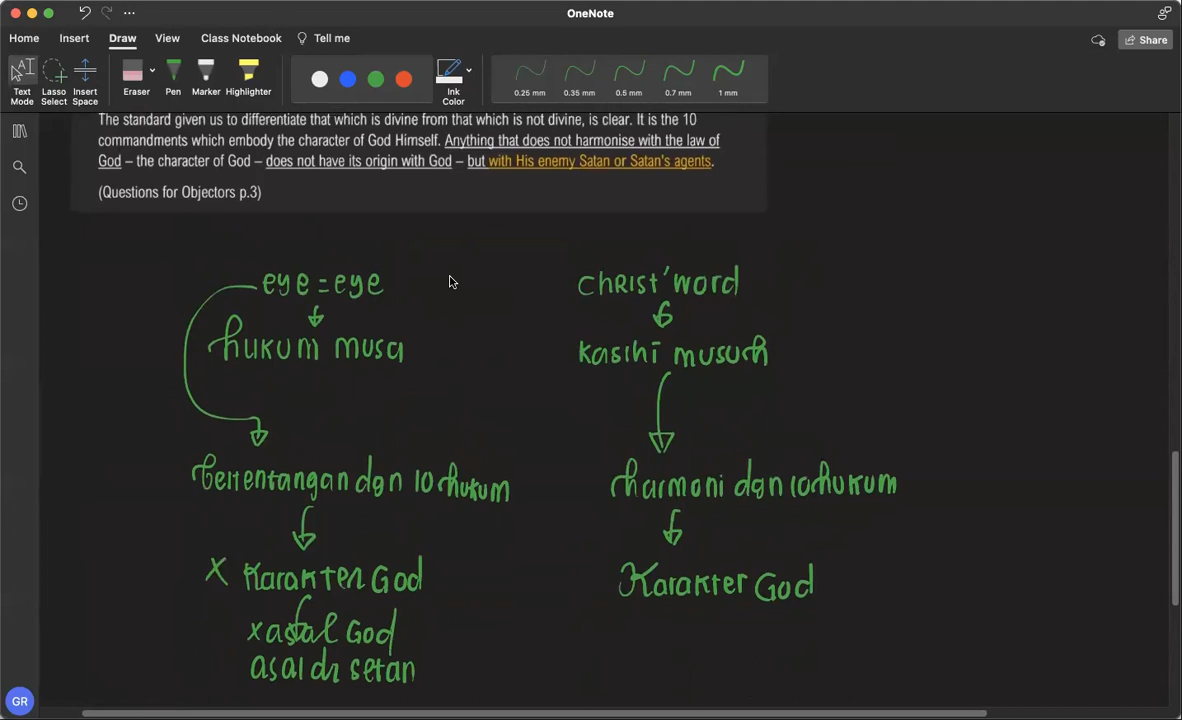 OneNote
Home Insert Draw View Class Notebook Tell me
Share
Text Mode
Lasso Select
Insert Space
Eraser
Pen
Marker
Highlighter
Ink Color
0.25 mm 0.35 mm 0.5 mm 0.7 mm 1 mm
The standard given us to differentiate that which is divine from that which is not divine, is clear. It is the 10
commandments which embody the character of God Himself. Anything that does not harmonise with the law of
God – the character of God – does not have its origin with God – but with His enemy Satan or Satan's agents.
(Questions for Objectors p.3)
eye = eye
hukum musa
bertentangan dgn 10 hukum
X Karakter God
x asal God
asal dr setan
Christ' word
kasihi musuh
harmoni dgn 10 hukum
Karakter God
GR